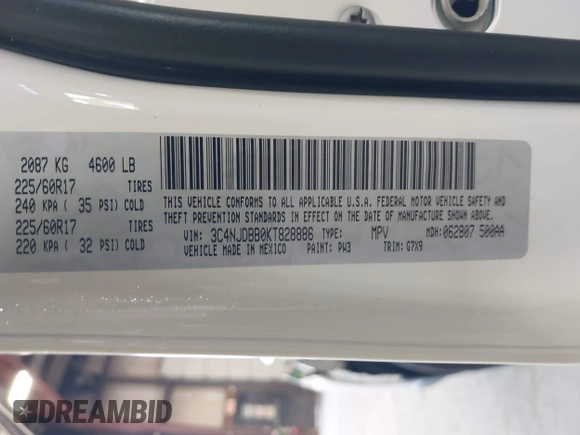 2087 KG 4600 LB
225/60R17 TIRES
240 KPA ( 35 PSI) COLD
225/60R17 TIRES
220 KPA ( 32 PSI) COLD
THIS VEHICLE CONFORMS TO ALL APPLICABLE U.S.A. FEDERAL MOTOR VEHICLE SAFETY AND
THEFT PREVENTION STANDARDS IN EFFECT ON THE DATE OF MANUFACTURE SHOWN ABOVE.
VIN: 3C4NJDBB0KT828886 TYPE: MPV MDH:062807 500AA
VEHICLE MADE IN MEXICO PAINT: PW3 TRIM: G7X9
DREAMBID